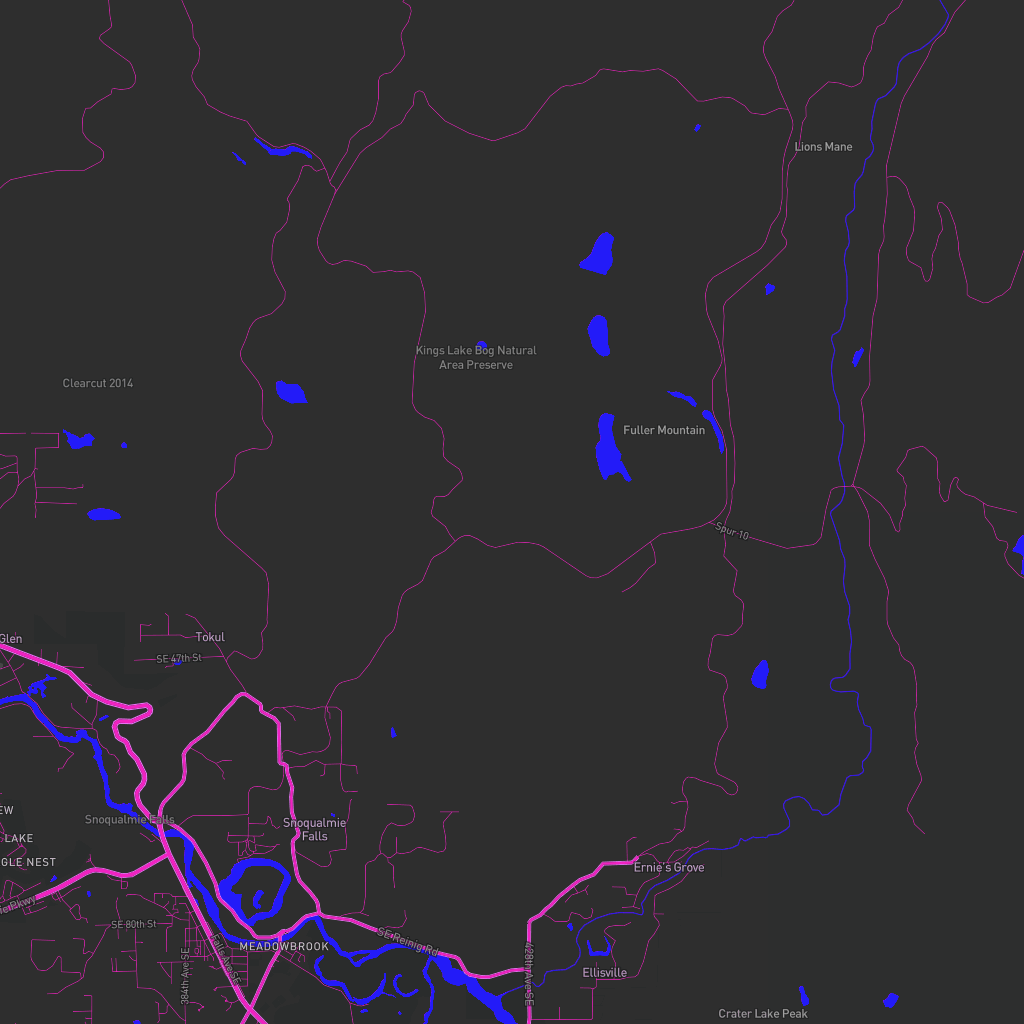 Lions Mane
Kings Lake Bog Natural
Area Preserve
Clearcut 2014
Fuller Mountain
Spur 10
Glen
Tokul
SE 47th St
Snoqualmie Falls
Snoqualmie
Falls
EW
LAKE
GLE NEST
Ernie's Grove
ie Pkwy
SE 80th St
MEADOWBROOK
SE Reinig Rd
Falls Ave SE
384th Ave SE
428th Ave SE
Ellisville
Crater Lake Peak